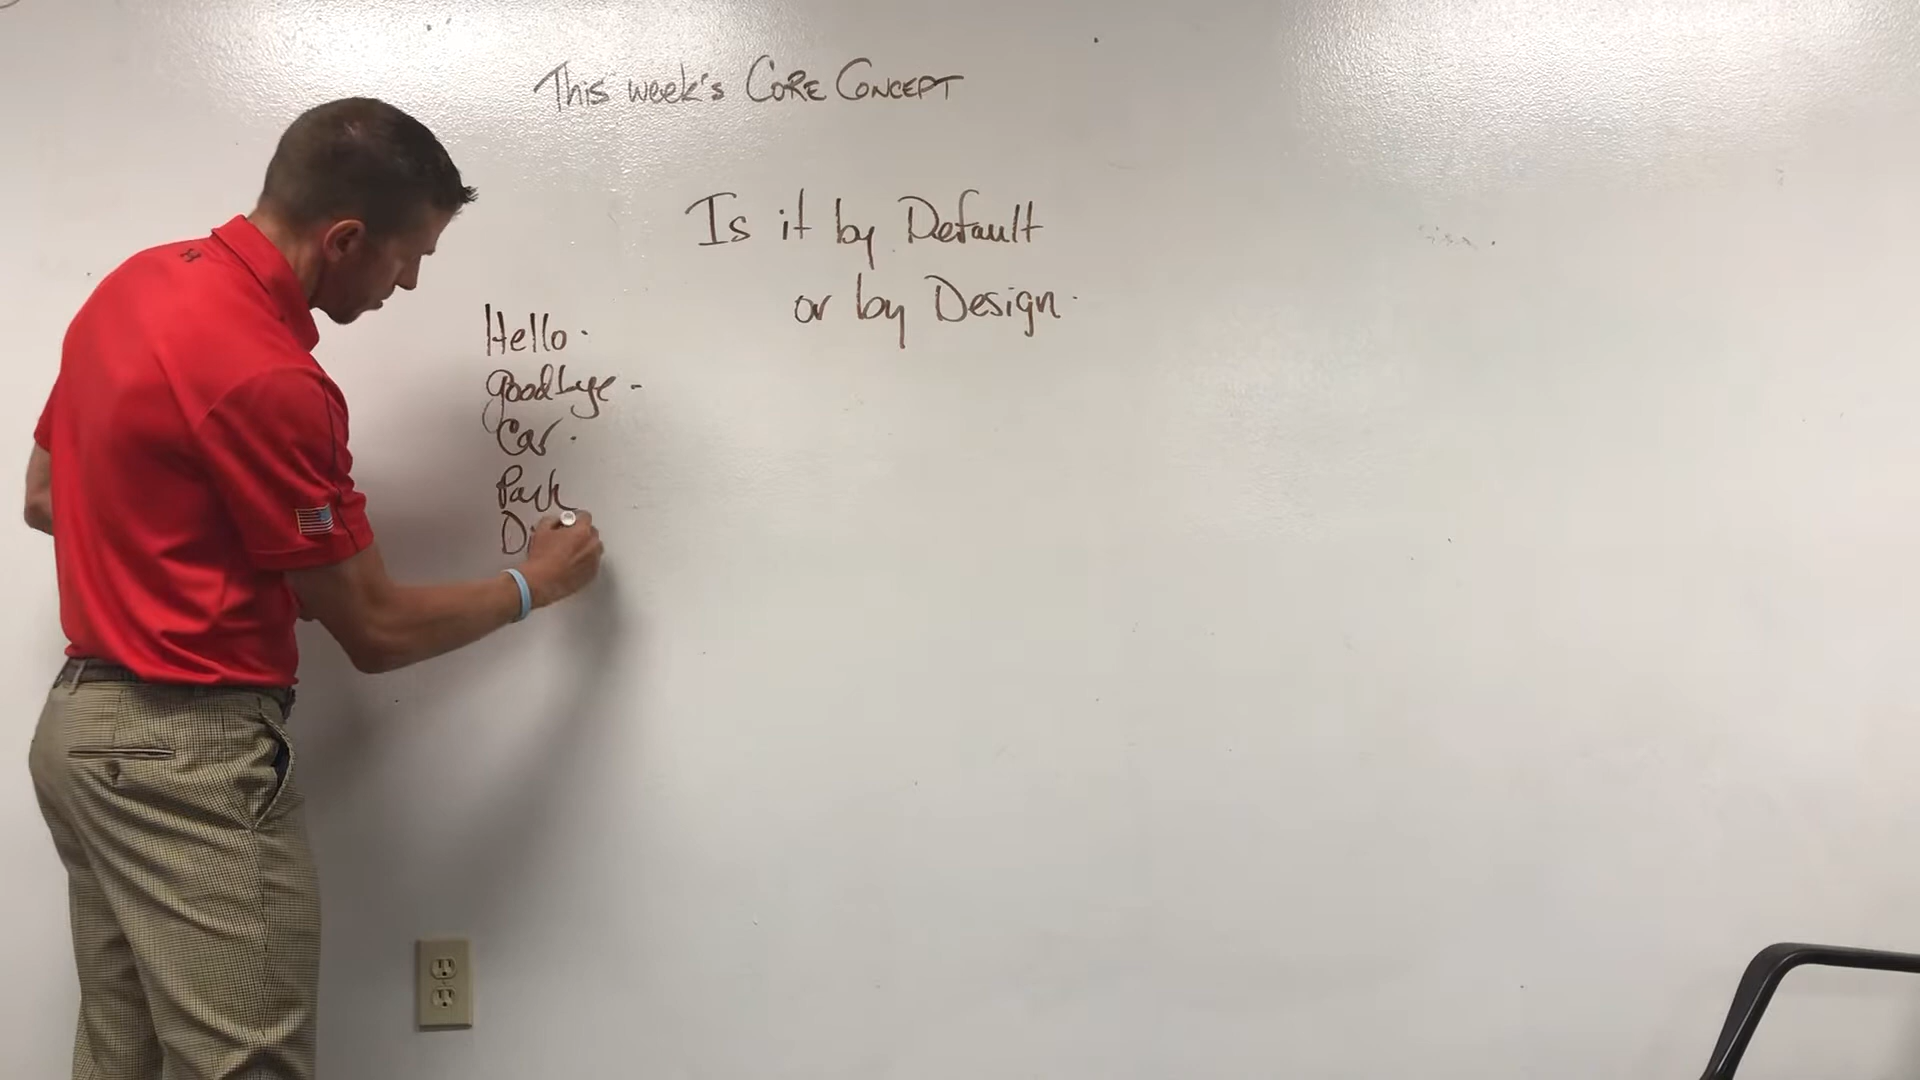 This week's CORE CONCEPT
Is it by Default
or by Design.
Hello.
goodbye -
Car.
Park